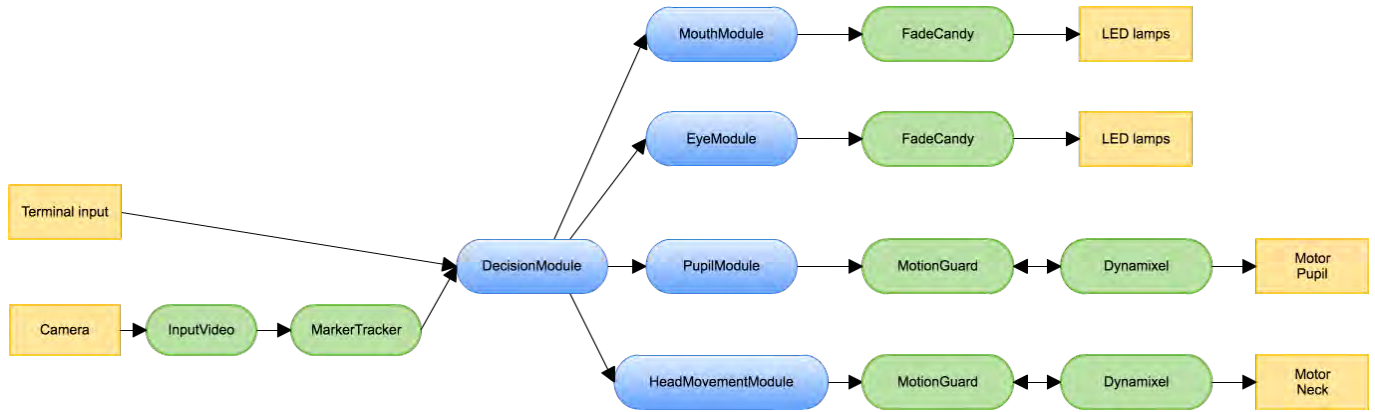 MouthModule
FadeCandy
LED lamps
EyeModule
FadeCandy
LED lamps
Terminal input
DecisionModule
PupilModule
MotionGuard
Dynamixel
Motor
Pupil
Camera
InputVideo
MarkerTracker
HeadMovementModule
MotionGuard
Dynamixel
Motor
Neck